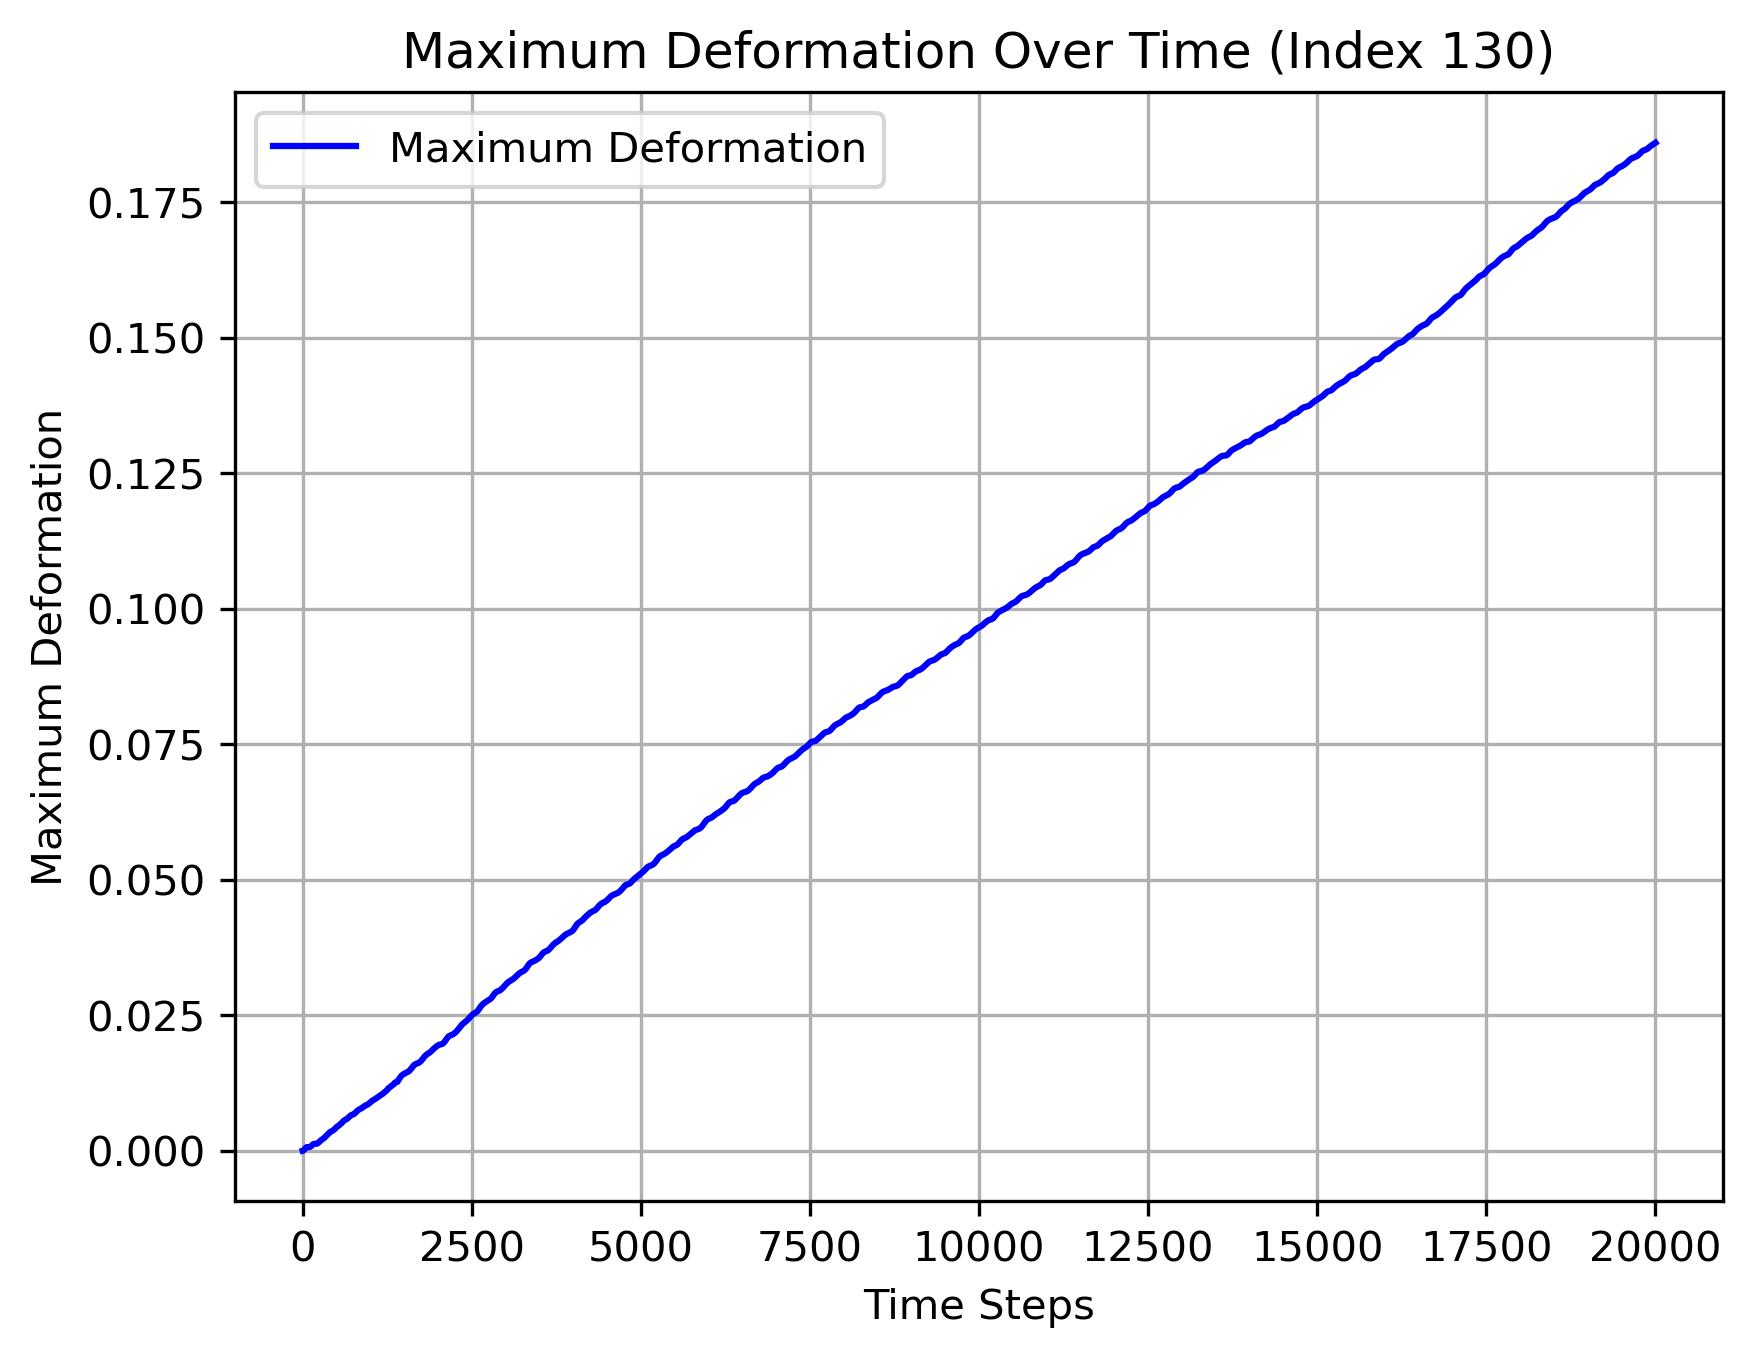 Maximum Deformation Over Time (Index 130)
Maximum Deformation
Maximum Deformation
0.175
0.150
0.125
0.100
0.075
0.050
0.025
0.000
0 2500 5000 7500 10000 12500 15000 17500 20000
Time Steps